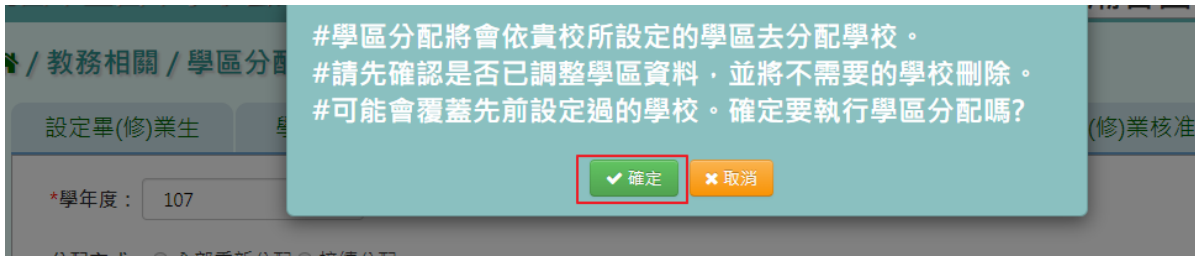 #學區分配將會依貴校所設定的學區去分配學校。
/ 教務相關 / 學區分配
#請先確認是否已調整學區資料，並將不需要的學校刪除。
#可能會覆蓋先前設定過的學校。確定要執行學區分配嗎?
設定畢(修)業生
(修)業核准
確定
取消
*學年度： 107